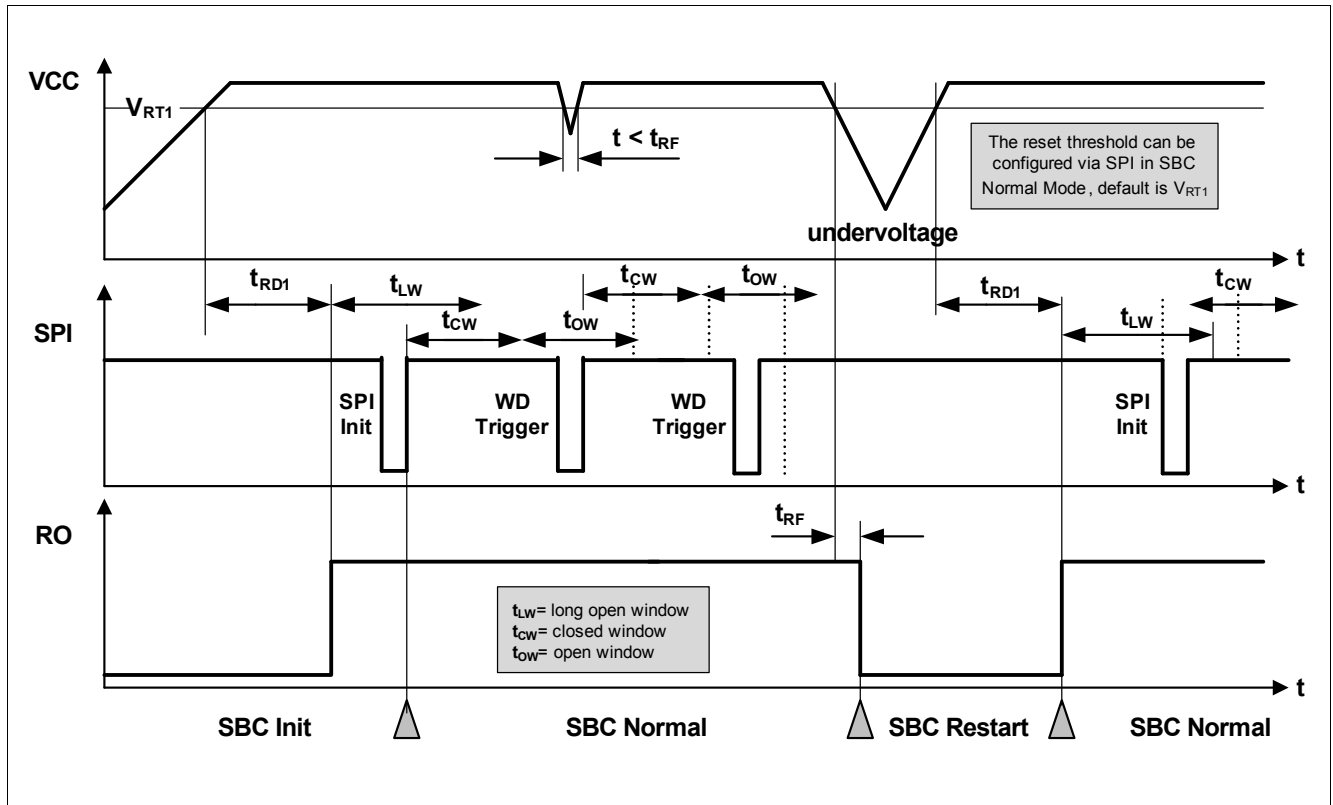 VCC
VRT1
t < tRF
The reset threshold can be
configured via SPI in SBC
Normal Mode, default is VRT1
undervoltage
t
tRD1
tLW
tCW
tOW
tCW
tOW
tRD1
tLW
tCW
SPI
SPI
Init
WD
Trigger
WD
Trigger
SPI
Init
t
RO
tRF
tLW= long open window
tCW= closed window
tOW= open window
t
SBC Init
SBC Normal
SBC Restart
SBC Normal